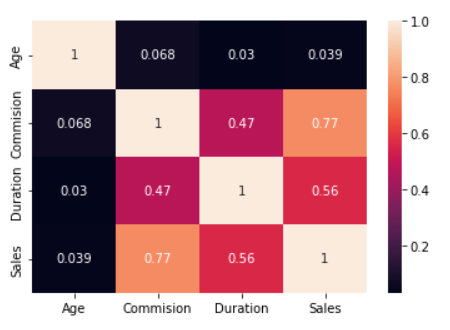 1.0
Age 1 0.068 0.03 0.039
0.8
Commision 0.068 1 0.47 0.77
0.6
Duration 0.03 0.47 1 0.56
0.4
Sales 0.039 0.77 0.56 1
0.2
Age Commision Duration Sales